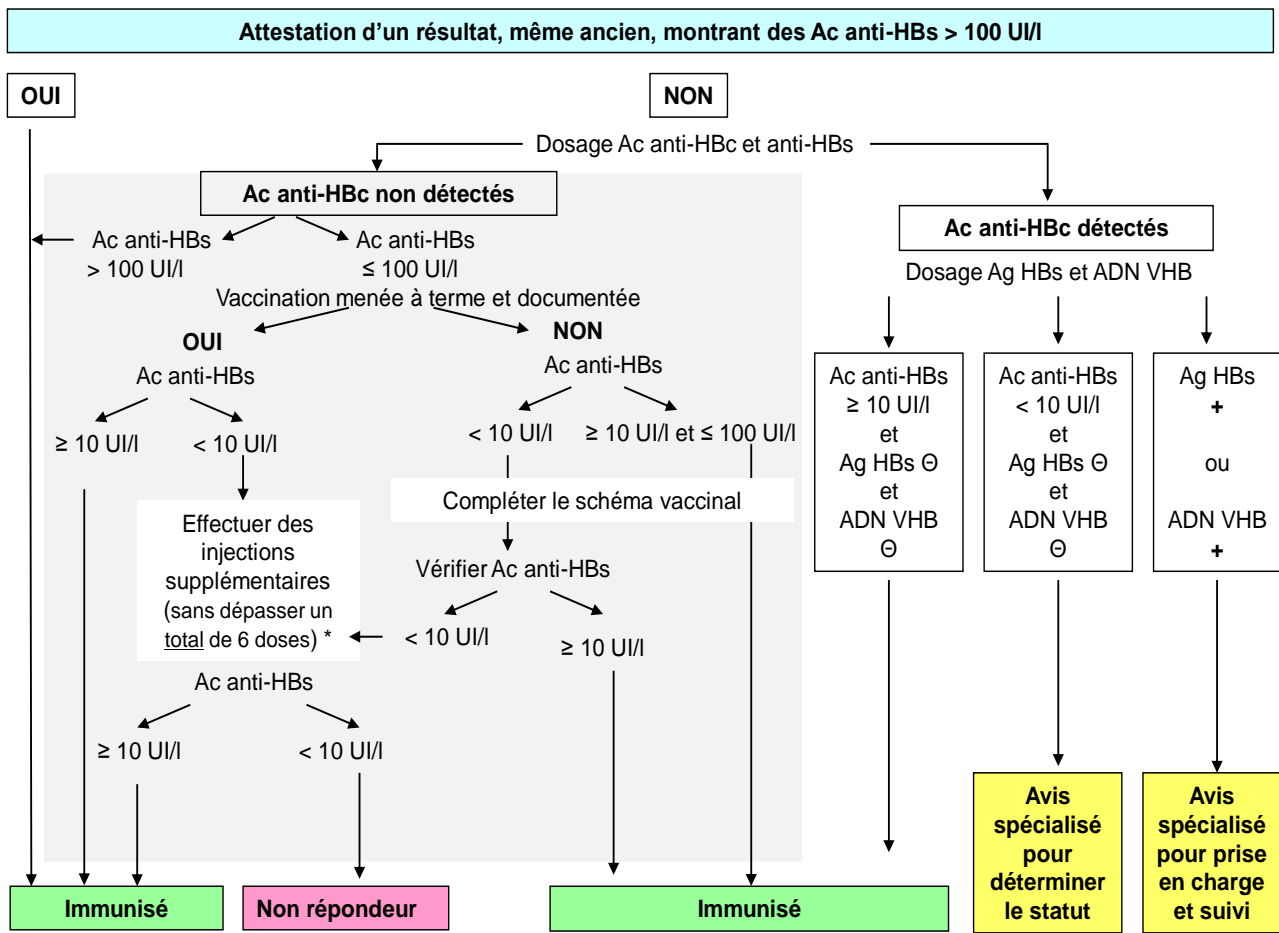 Attestation d'un résultat, même ancien, montrant des Ac anti-HBs > 100 UI/l
OUI
NON
Dosage Ac anti-HBc et anti-HBs
Ac anti-HBc non détectés
Ac anti-HBs
> 100 UI/l
Ac anti-HBs
≤ 100 UI/l
Vaccination menée à terme et documentée
OUI
Ac anti-HBs
≥ 10 UI/l
< 10 UI/l
Effectuer des
injections
supplémentaires
(sans dépasser un
total de 6 doses) *
Ac anti-HBs
≥ 10 UI/l
< 10 UI/l
NON
Ac anti-HBs
< 10 UI/l
≥ 10 UI/l et ≤ 100 UI/l
Compléter le schéma vaccinal
Vérifier Ac anti-HBs
< 10 UI/l
≥ 10 UI/l
Ac anti-HBc détectés
Dosage Ag HBs et ADN VHB
Ac anti-HBs
≥ 10 UI/l
et
Ag HBs Θ
et
ADN VHB
Θ
Ac anti-HBs
< 10 UI/l
et
Ag HBs Θ
et
ADN VHB
Θ
Ag HBs
+
ou
ADN VHB
+
Immunisé
Non répondeur
Immunisé
Avis
spécialisé
pour
déterminer
le statut
Avis
spécialisé
pour prise
en charge
et suivi